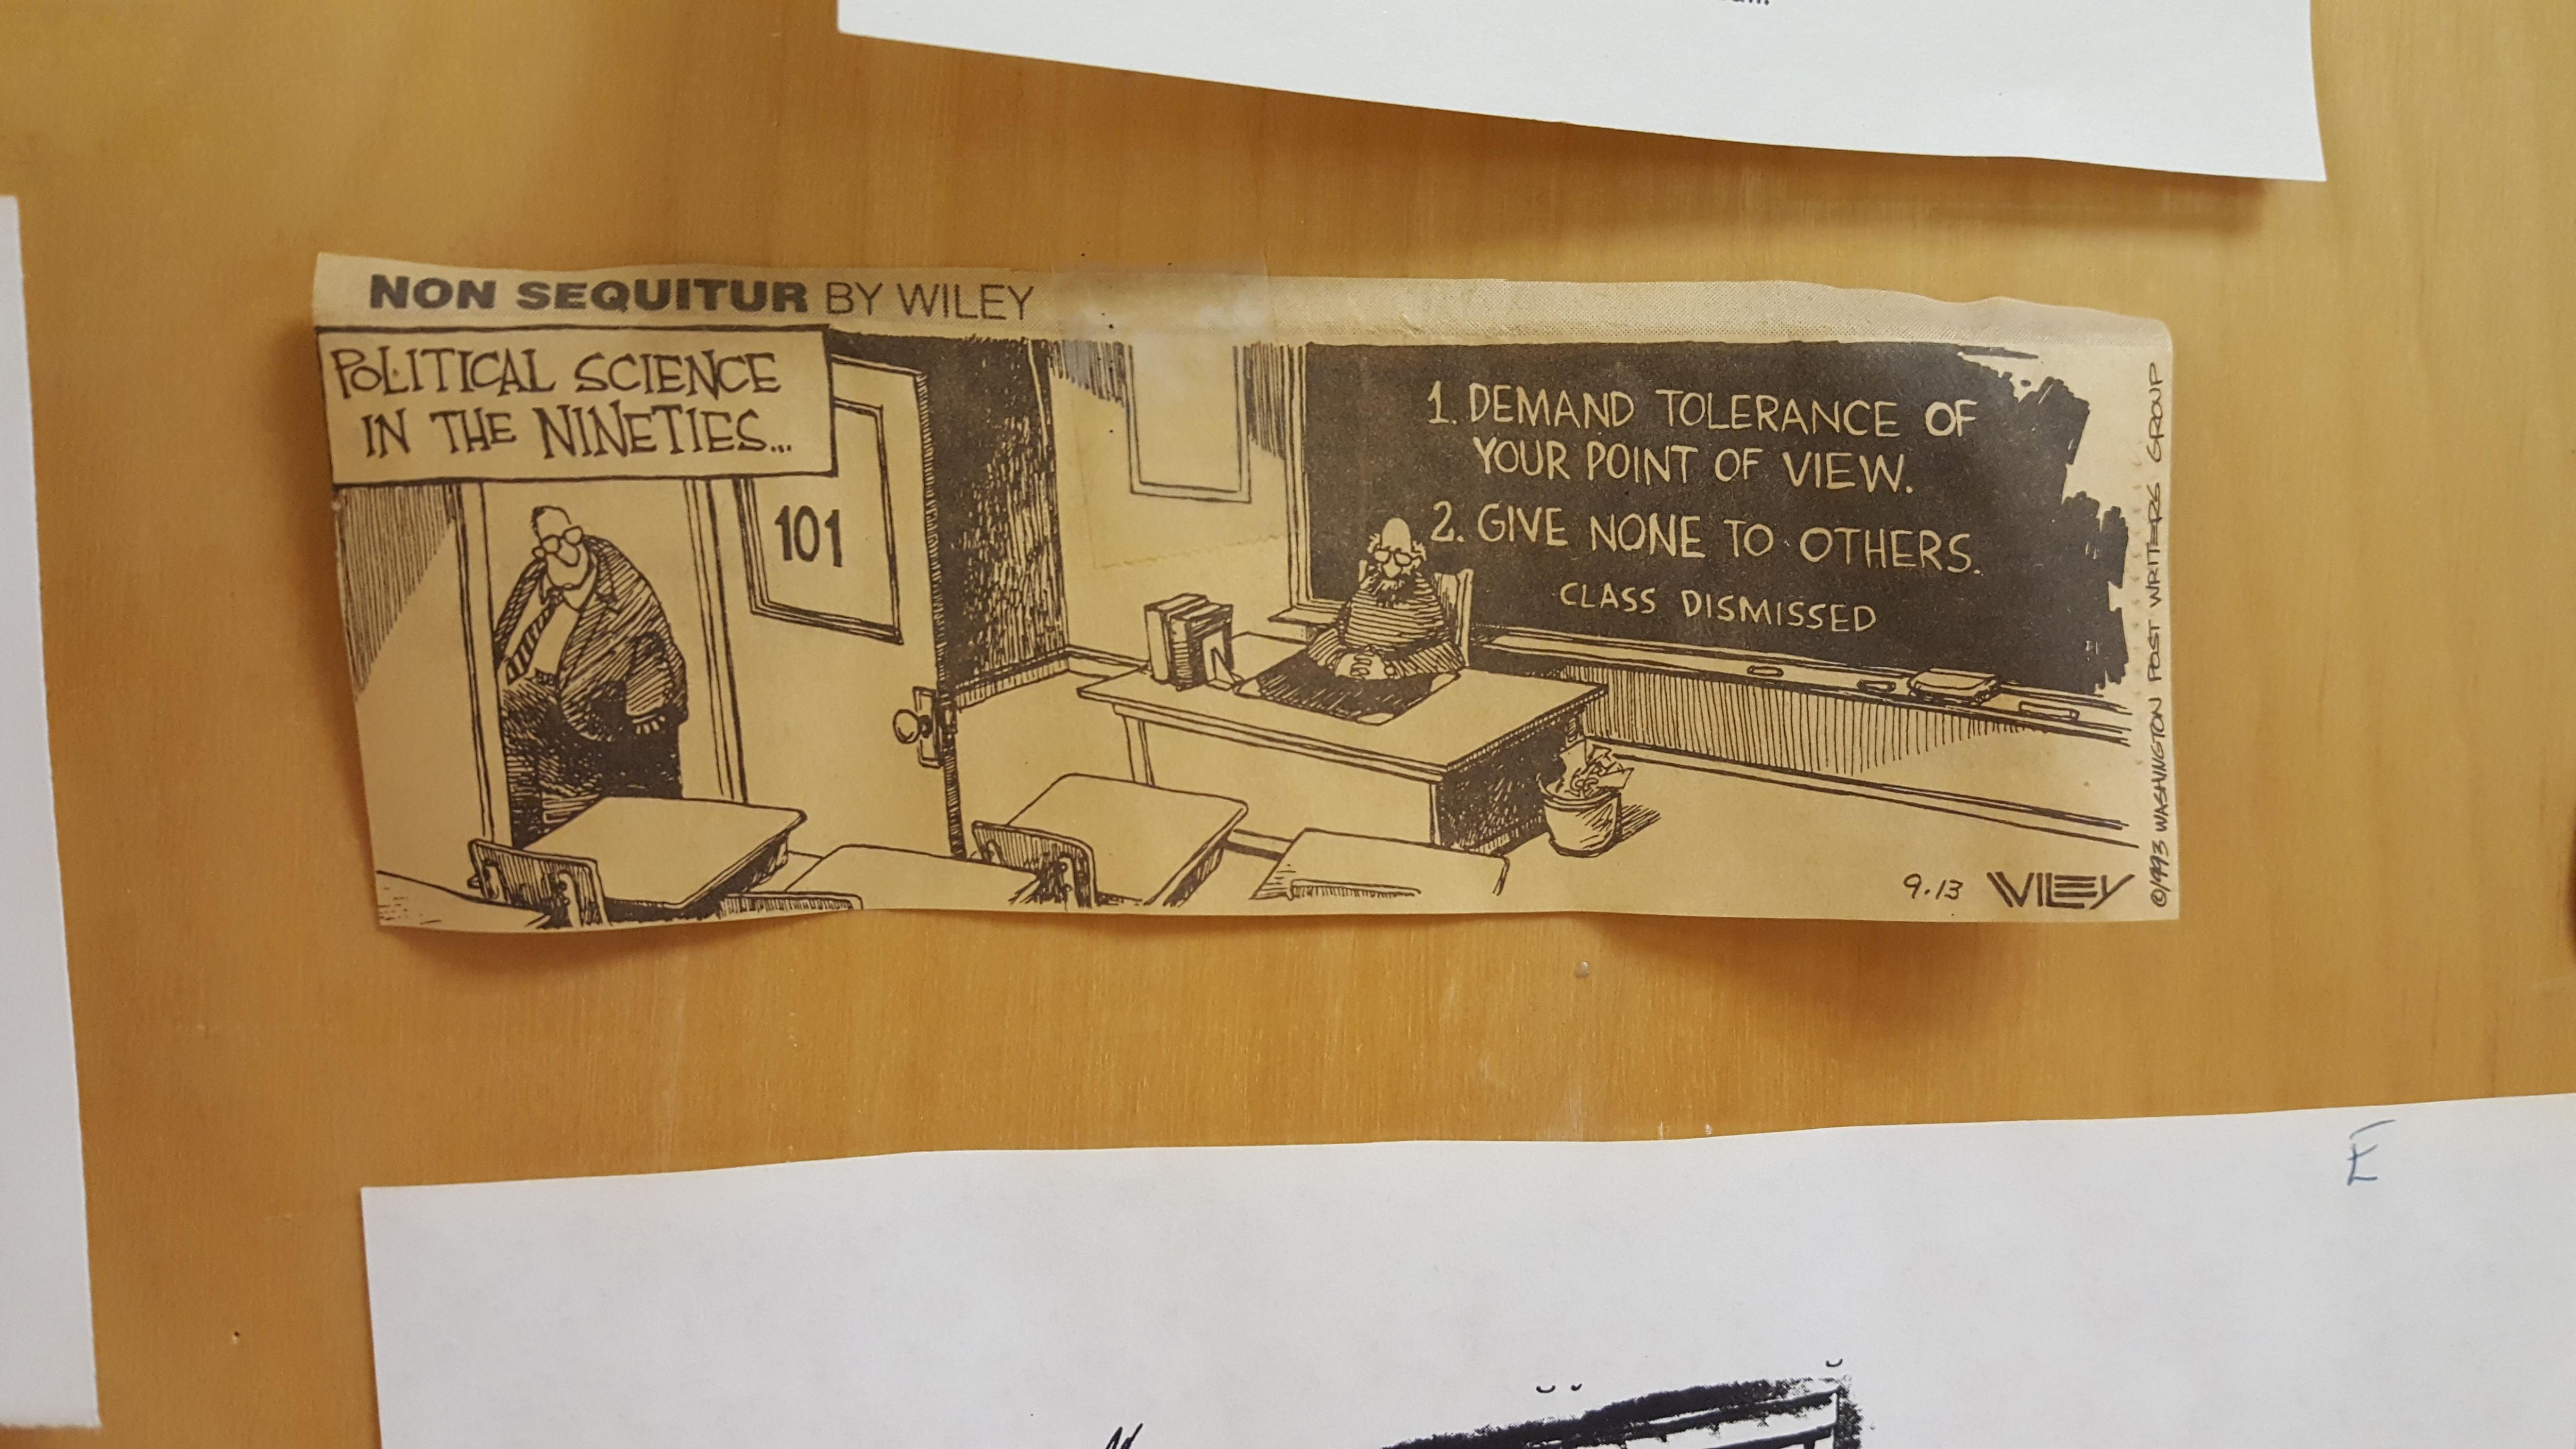 NON SEQUITUR BY WILEY
POLITICAL SCIENCE
IN THE NINETIES...
101
1. DEMAND TOLERANCE OF
YOUR POINT OF VIEW.
2. GIVE NONE TO OTHERS.
CLASS DISMISSED
9.13 WILEY
©1993 WASHINGTON POST WRITERS GROUP
E